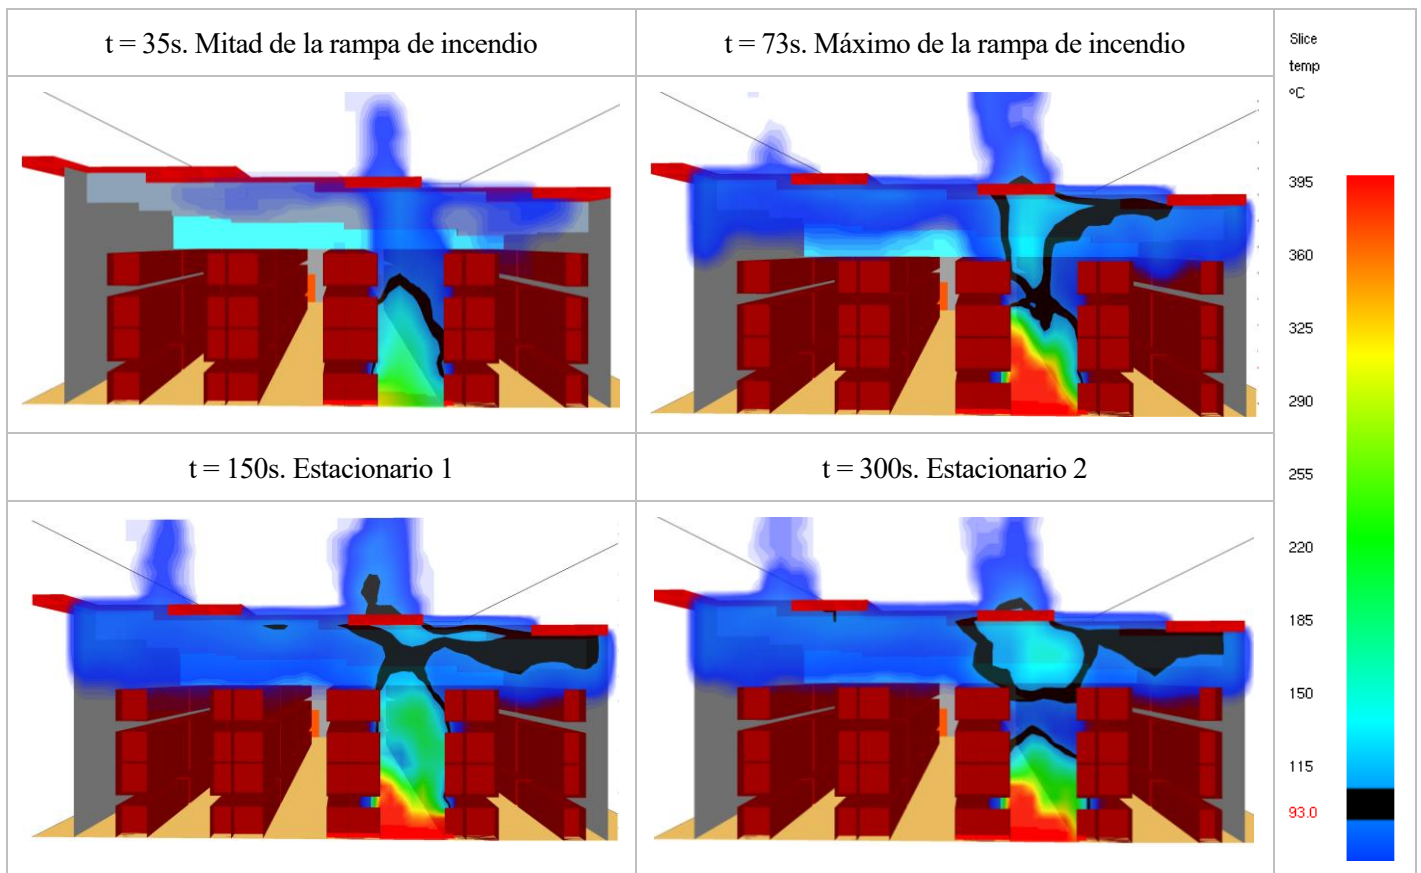 t = 35s. Mitad de la rampa de incendio
t = 73s. Máximo de la rampa de incendio
t = 150s. Estacionario 1
t = 300s. Estacionario 2
Slice
temp
°C
395
360
325
290
255
220
185
150
115
93.0